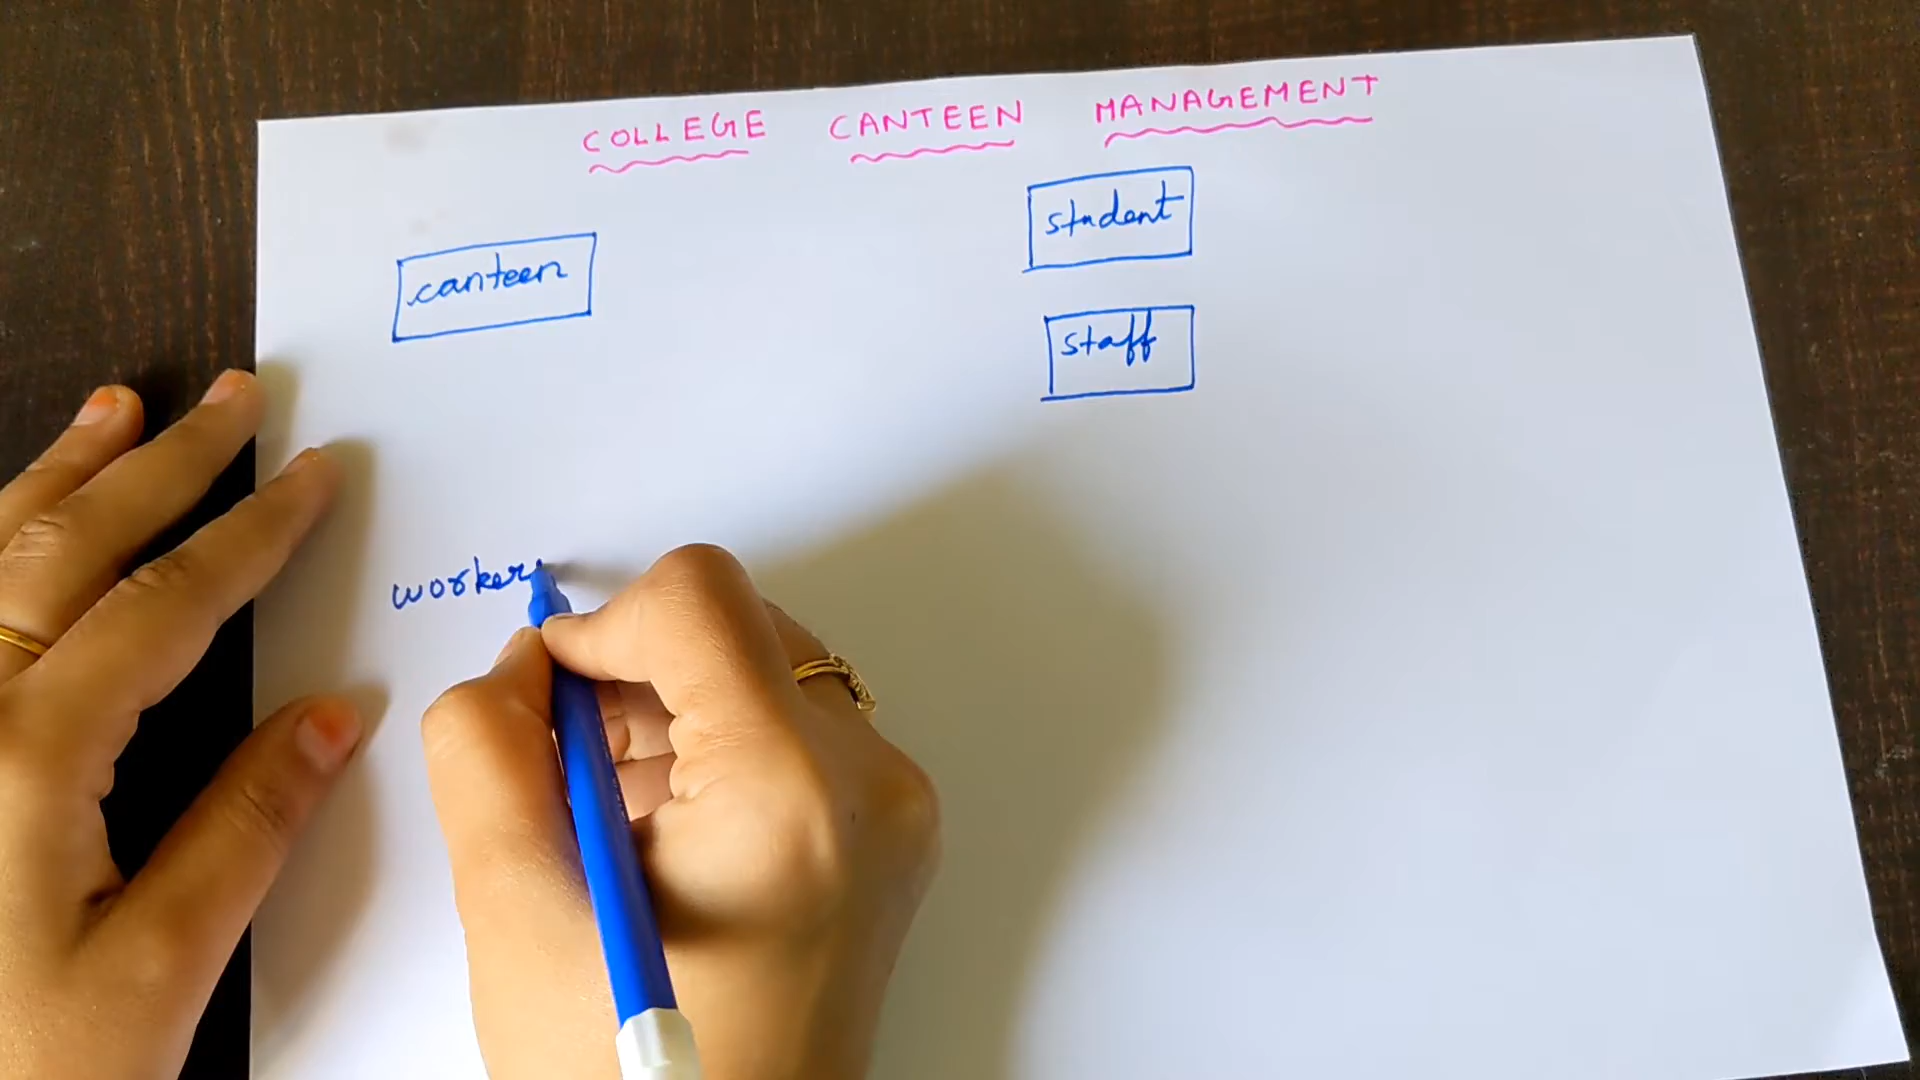 COLLEGE CANTEEN MANAGEMENT
student
canteen
staff
workers